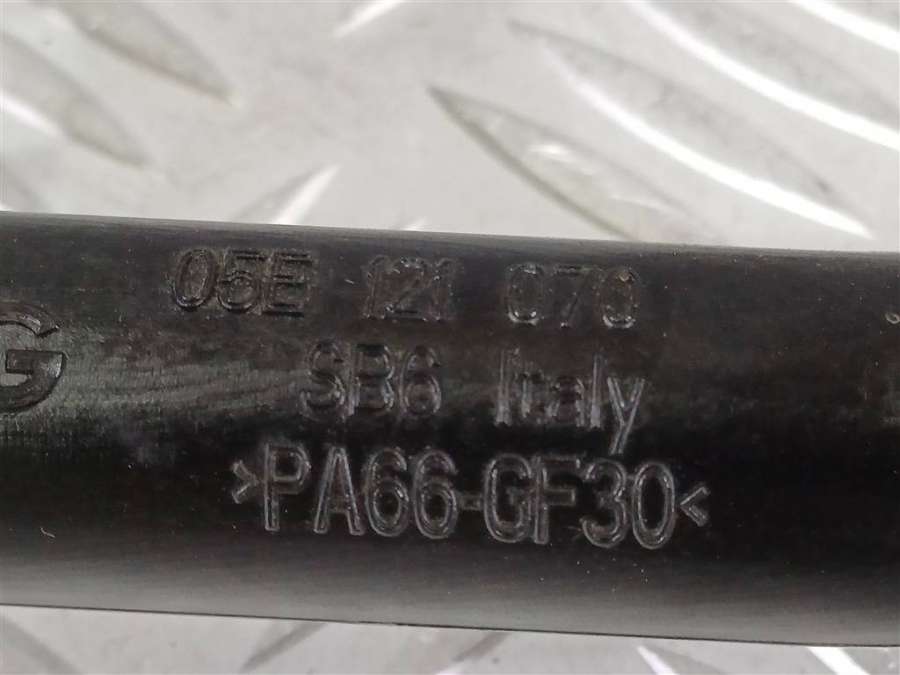 05E 121 070
G
SB6 Italy
>PA66-GF30<